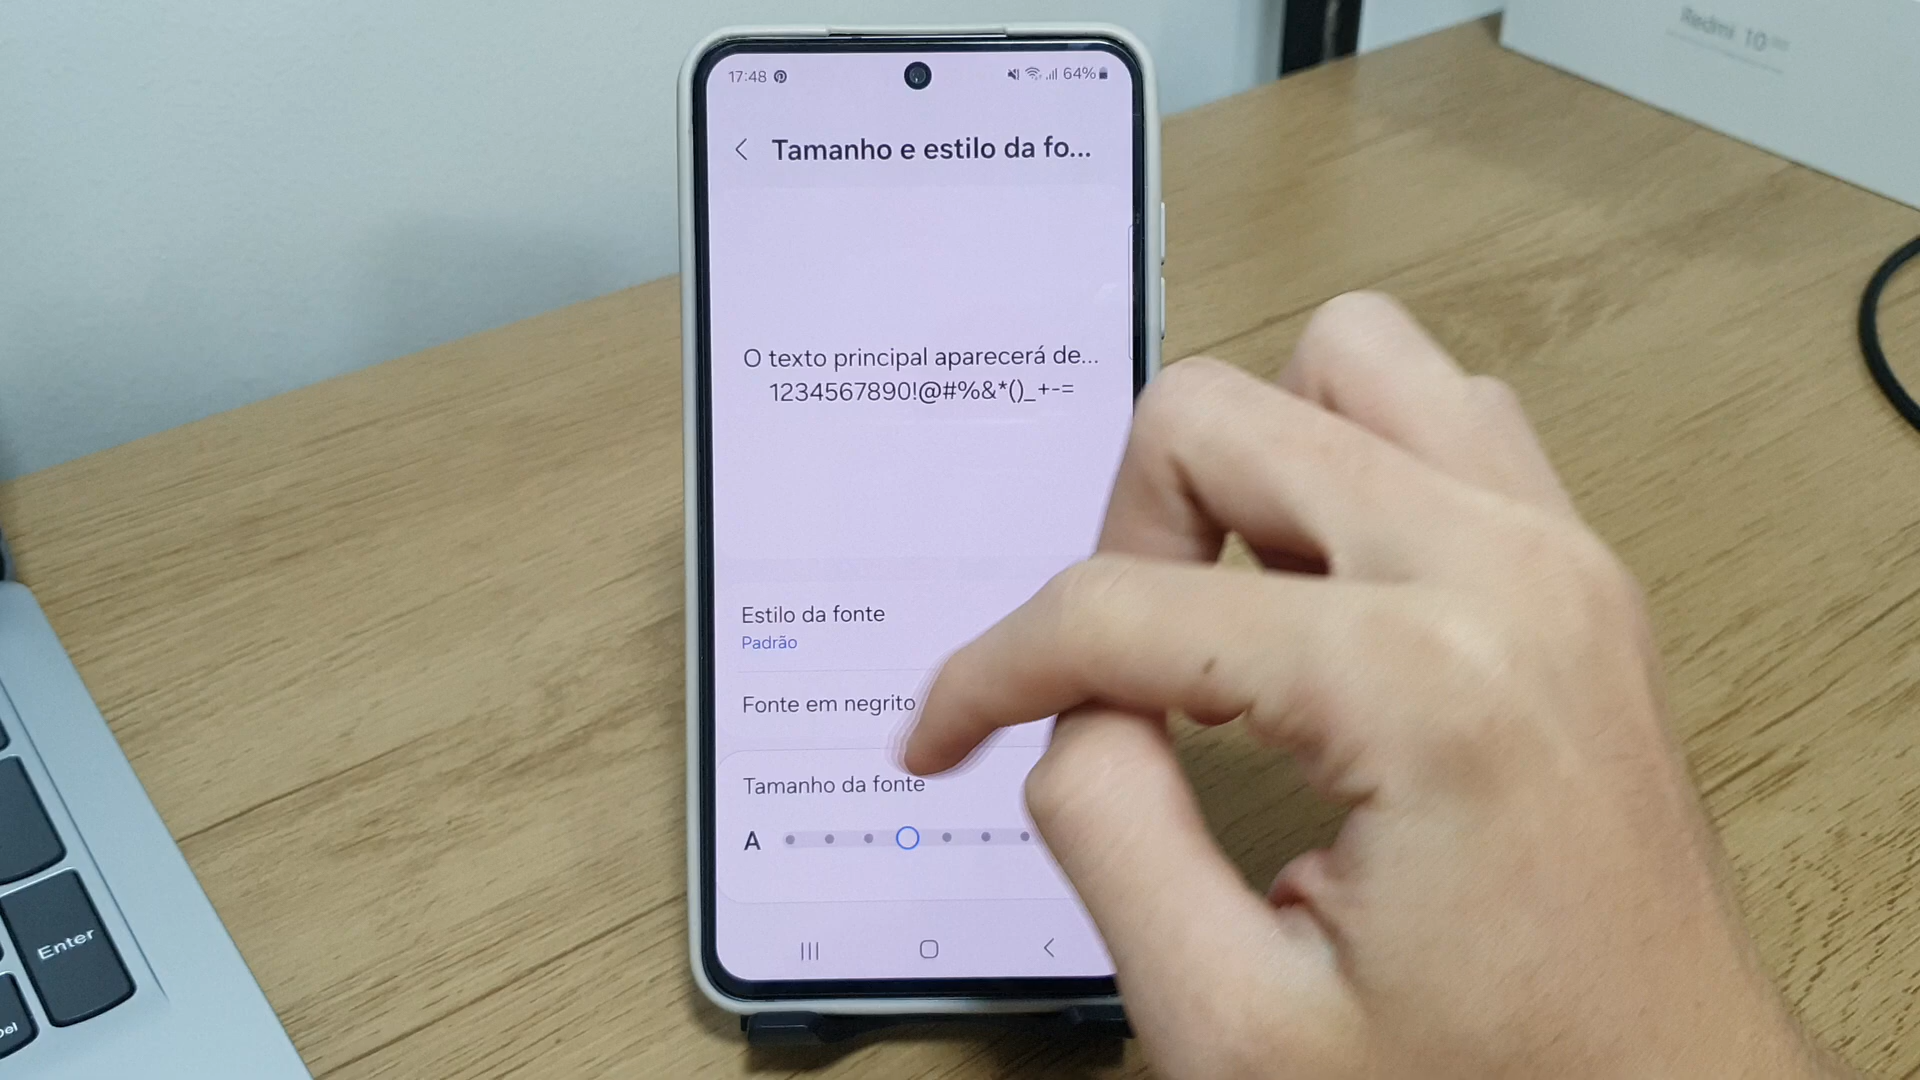 Redmi 10
17:48 64%
Tamanho e estilo da fo...
O texto principal aparecerá de...
1234567890!@#%&*()_+-=
Estilo da fonte
Padrão
Fonte em negrito
Tamanho da fonte
A
Enter